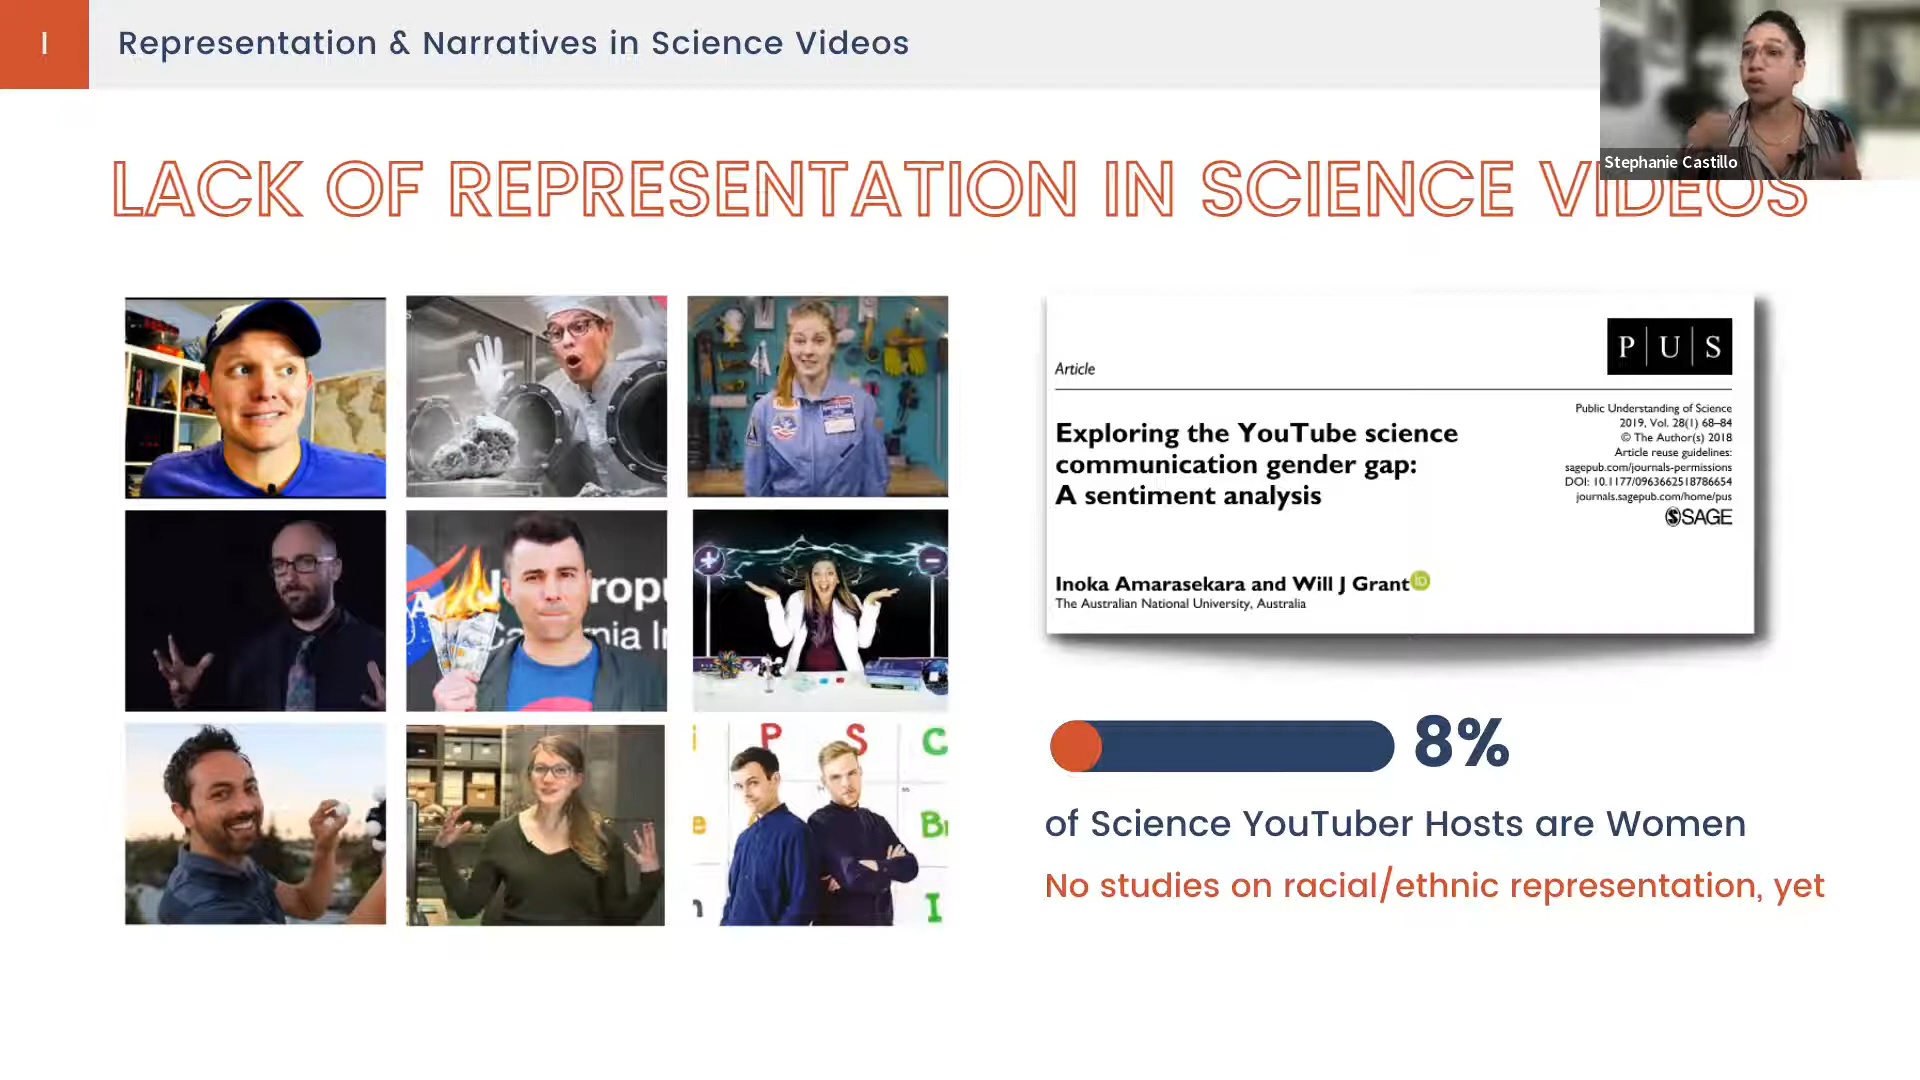 I
Representation & Narratives in Science Videos
Stephanie Castillo
LACK OF REPRESENTATION IN SCIENCE VIDEOS
P U S
Article
Public Understanding of Science
2019, Vol. 28(1) 68–84
© The Author(s) 2018
Article reuse guidelines:
sagepub.com/journals-permissions
DOI: 10.1177/0963662518786654
journals.sagepub.com/home/pus
SAGE
Exploring the YouTube science
communication gender gap:
A sentiment analysis
Inoka Amarasekara and Will J Grant iD
The Australian National University, Australia
8%
of Science YouTuber Hosts are Women
No studies on racial/ethnic representation, yet
P S C